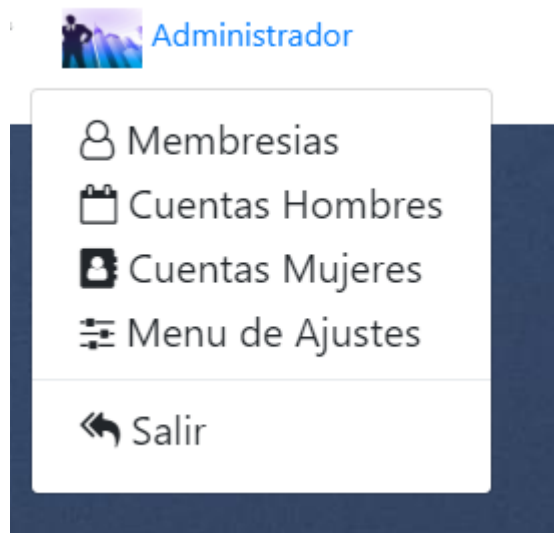 Administrador
Membresias
Cuentas Hombres
Cuentas Mujeres
Menu de Ajustes
Salir